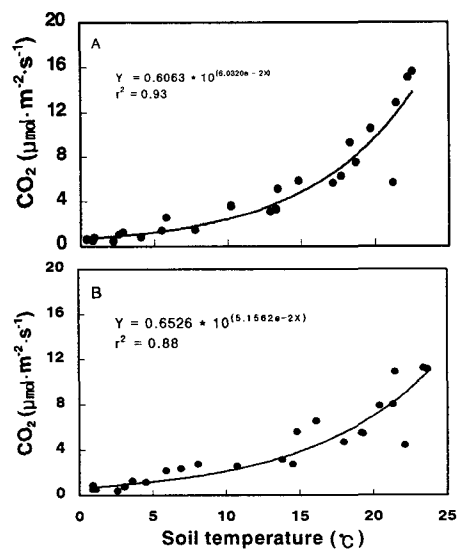 20
16
12
8
4
0
CO₂ (µmol·m⁻²·s⁻¹)
A
Y = 0.6063 * 10^(6.0320e - 2X)
r² = 0.93
20
16
12
8
4
0
CO₂ (µmol·m⁻²·s⁻¹)
B
Y = 0.6526 * 10^(5.1562e-2X)
r² = 0.88
0 5 10 15 20 25
Soil temperature (℃)